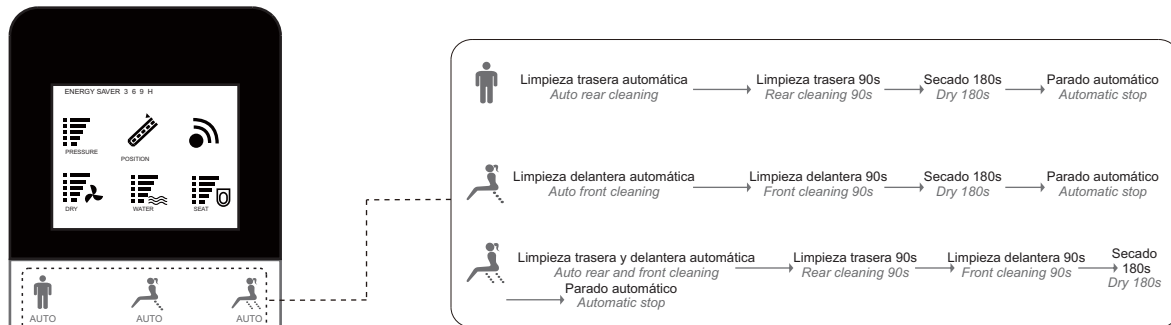 ENERGY SAVER 3 6 9 H
PRESSURE
POSITION
DRY
WATER
SEAT
AUTO
AUTO
AUTO
Limpieza trasera automática
Auto rear cleaning
Limpieza trasera 90s
Rear cleaning 90s
Secado 180s
Dry 180s
Parado automático
Automatic stop
Limpieza delantera automática
Auto front cleaning
Limpieza delantera 90s
Front cleaning 90s
Secado 180s
Dry 180s
Parado automático
Automatic stop
Limpieza trasera y delantera automática
Auto rear and front cleaning
Limpieza trasera 90s
Rear cleaning 90s
Limpieza delantera 90s
Front cleaning 90s
Secado
180s
Dry 180s
Parado automático
Automatic stop